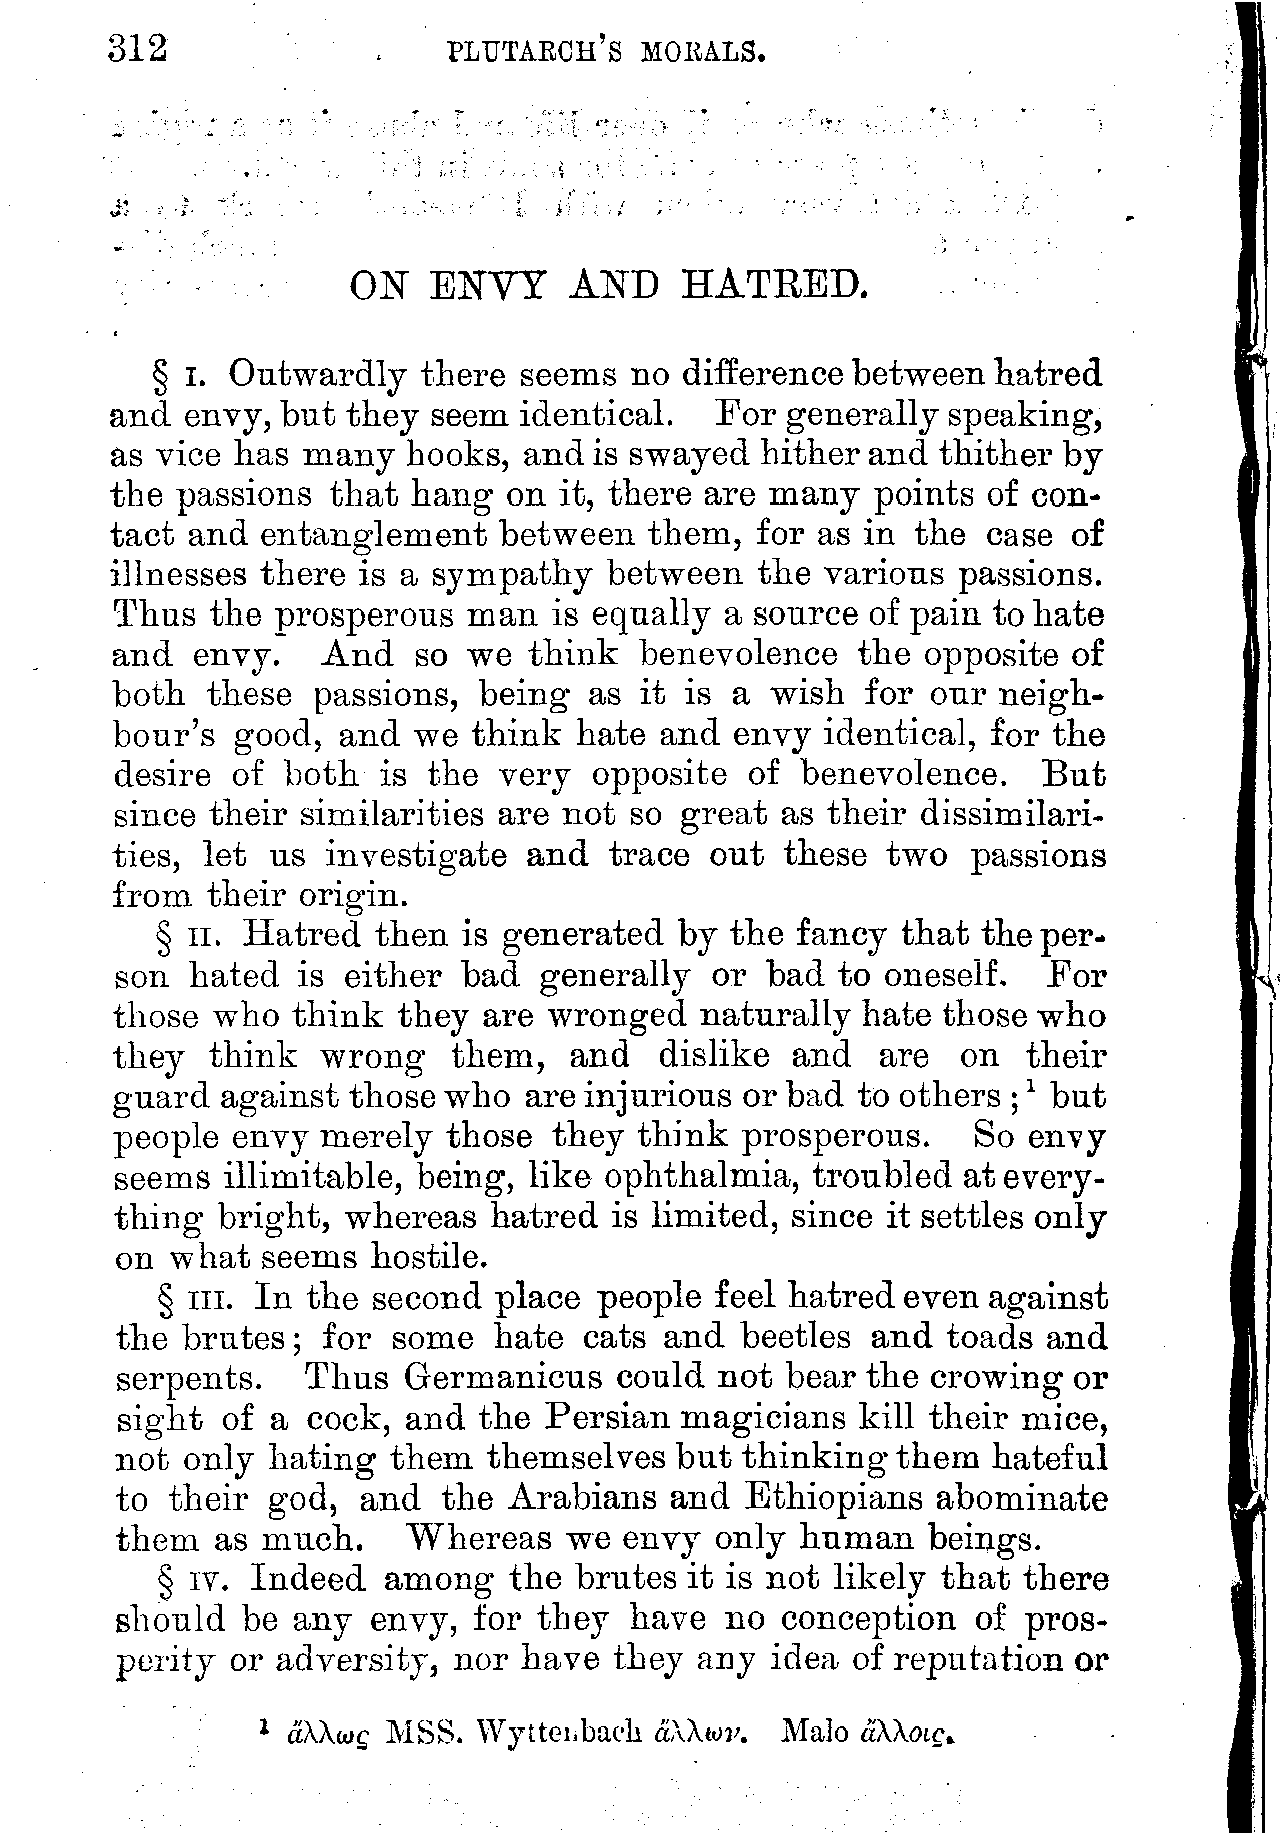 312 PLUTARCH'S MORALS.
ON ENVY AND HATRED.
§ I. Outwardly there seems no difference between hatred
and envy, but they seem identical. For generally speaking,
as vice has many hooks, and is swayed hither and thither by
the passions that hang on it, there are many points of con-
tact and entanglement between them, for as in the case of
illnesses there is a sympathy between the various passions.
Thus the prosperous man is equally a source of pain to hate
and envy. And so we think benevolence the opposite of
both these passions, being as it is a wish for our neigh-
bour's good, and we think hate and envy identical, for the
desire of both is the very opposite of benevolence. But
since their similarities are not so great as their dissimilari-
ties, let us investigate and trace out these two passions
from their origin.
§ II. Hatred then is generated by the fancy that the per-
son hated is either bad generally or bad to oneself. For
those who think they are wronged naturally hate those who
they think wrong them, and dislike and are on their
guard against those who are injurious or bad to others ;¹ but
people envy merely those they think prosperous. So envy
seems illimitable, being, like ophthalmia, troubled at every-
thing bright, whereas hatred is limited, since it settles only
on what seems hostile.
§ III. In the second place people feel hatred even against
the brutes; for some hate cats and beetles and toads and
serpents. Thus Germanicus could not bear the crowing or
sight of a cock, and the Persian magicians kill their mice,
not only hating them themselves but thinking them hateful
to their god, and the Arabians and Ethiopians abominate
them as much. Whereas we envy only human beings.
§ IV. Indeed among the brutes it is not likely that there
should be any envy, for they have no conception of pros-
perity or adversity, nor have they any idea of reputation or
¹ ἄλλως MSS. Wyttenbach ἄλλων. Malo ἄλλοις.